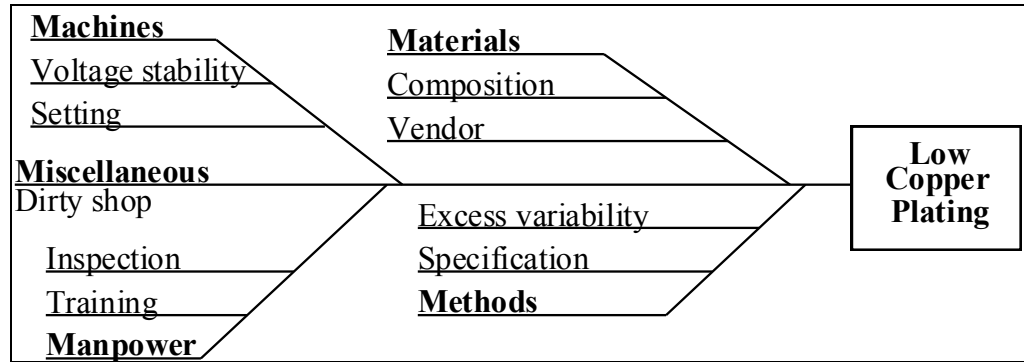 Machines
Voltage stability
Setting
Materials
Composition
Vendor
Miscellaneous
Dirty shop
Low
Copper
Plating
Inspection
Training
Manpower
Excess variability
Specification
Methods